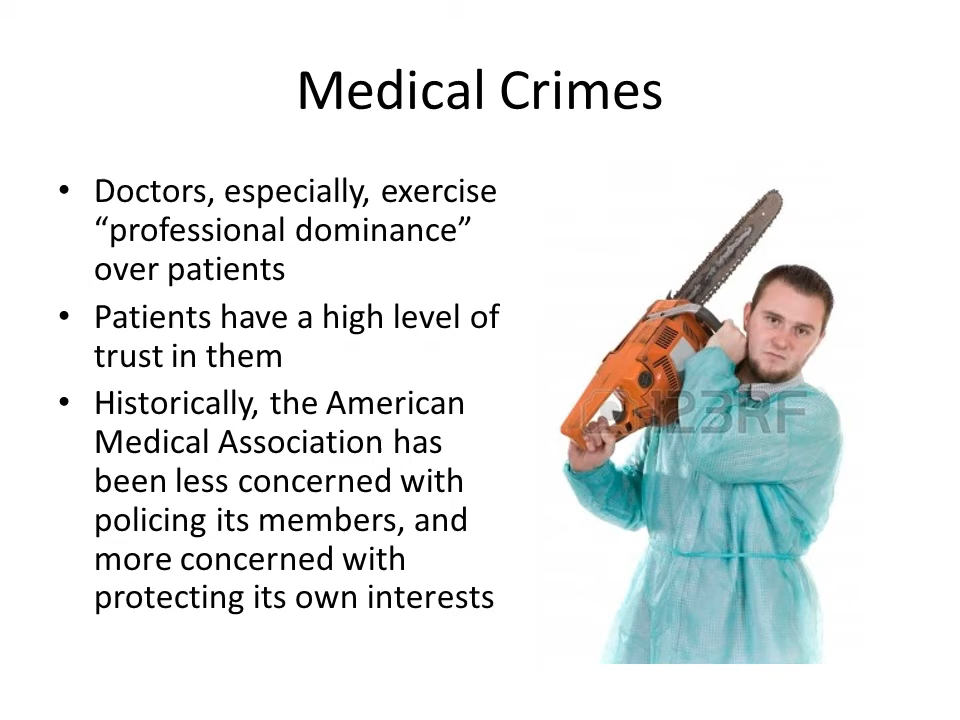 Medical Crimes
• Doctors, especially, exercise
“professional dominance”
over patients
• Patients have a high level of
trust in them
• Historically, the American
Medical Association has
been less concerned with
policing its members, and
more concerned with
protecting its own interests
123RF